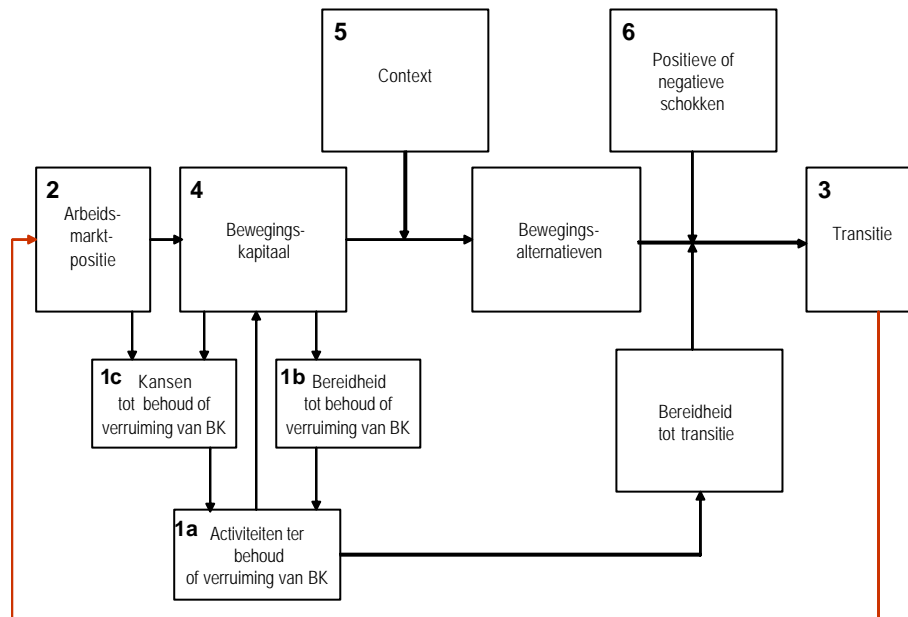 5
Context
6
Positieve of
negatieve
schokken
2
Arbeids-
markt-
positie
4
Bewegings-
kapitaal
Bewegings-
alternatieven
3
Transitie
1c
Kansen
tot behoud of
verruiming van BK
1b
Bereidheid
tot behoud of
verruiming van BK
Bereidheid
tot transitie
1a
Activiteiten ter
behoud
of verruiming van BK